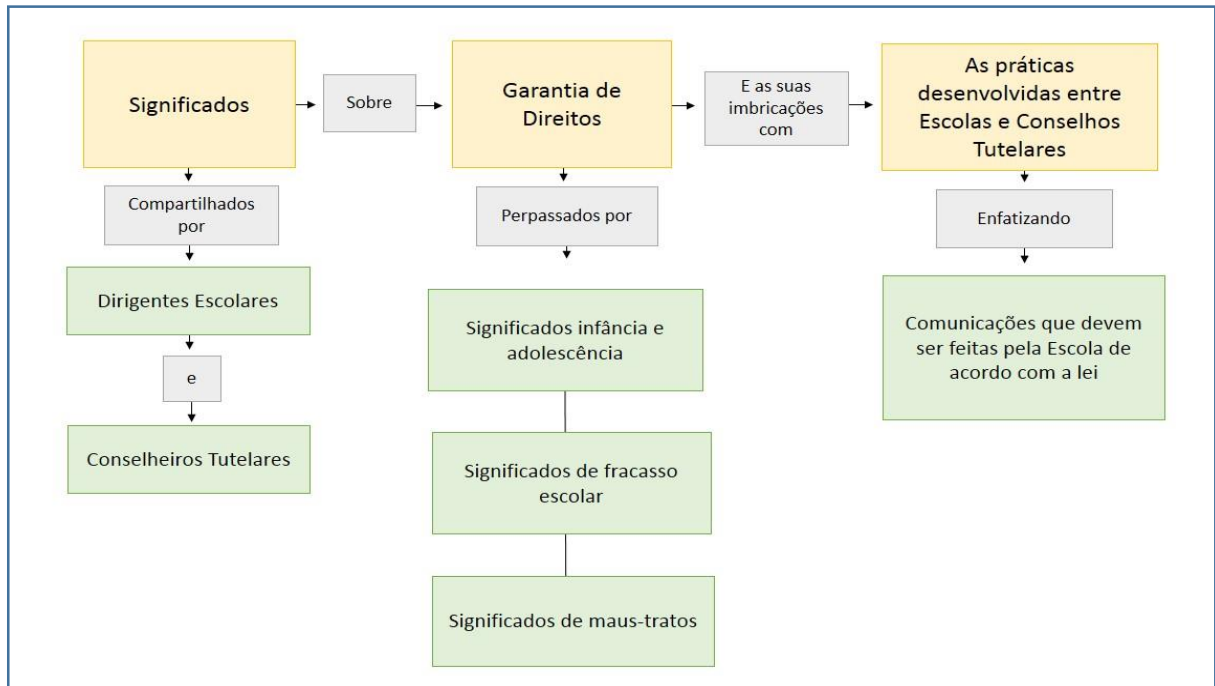 Significados
Sobre
Garantia de
Direitos
E as suas
imbricações
com
As práticas
desenvolvidas entre
Escolas e Conselhos
Tutelares
Compartilhados
por
Perpassados por
Enfatizando
Dirigentes Escolares
e
Conselheiros Tutelares
Significados infância e
adolescência
Significados de fracasso
escolar
Significados de maus-tratos
Comunicações que devem
ser feitas pela Escola de
acordo com a lei